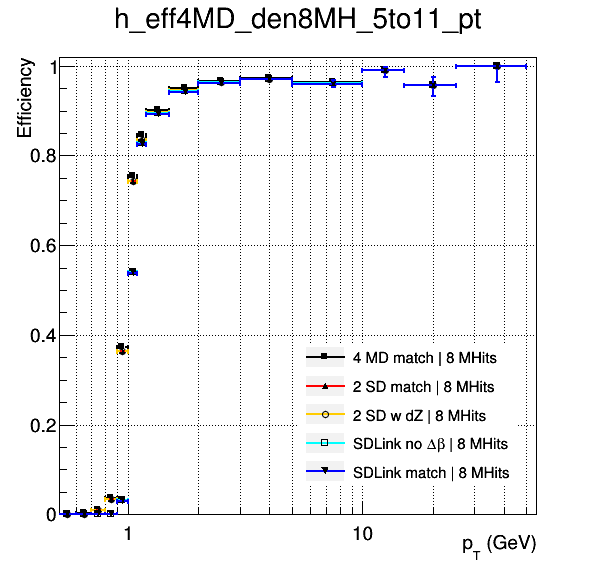 h_eff4MD_den8MH_5to11_pt
Efficiency
1
0.8
0.6
0.4
0.2
0
4 MD match | 8 MHits
2 SD match | 8 MHits
2 SD w dZ | 8 MHits
SDLink no Δβ | 8 MHits
SDLink match | 8 MHits
1 10
p_T (GeV)